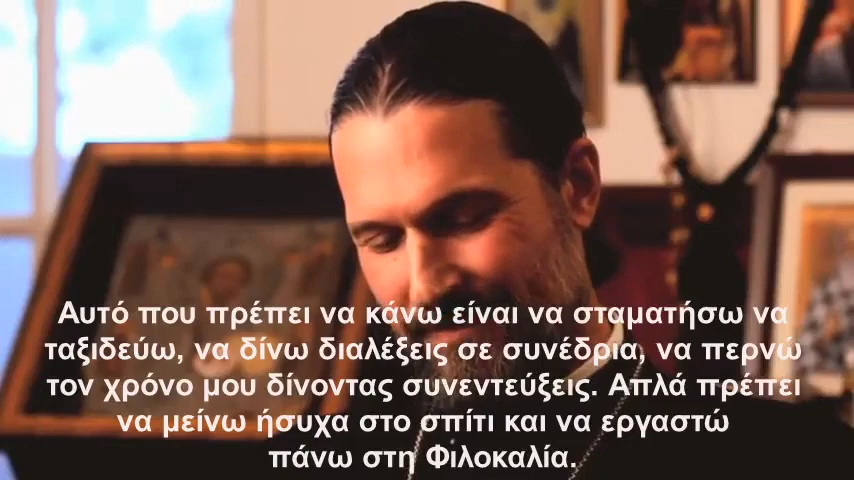 Αυτό που πρέπει να κάνω είναι να σταματήσω να
ταξιδεύω, να δίνω διαλέξεις σε συνέδρια, να περνώ
τον χρόνο μου δίνοντας συνεντεύξεις. Απλά πρέπει
να μείνω ήσυχα στο σπίτι και να εργαστώ
πάνω στη Φιλοκαλία.